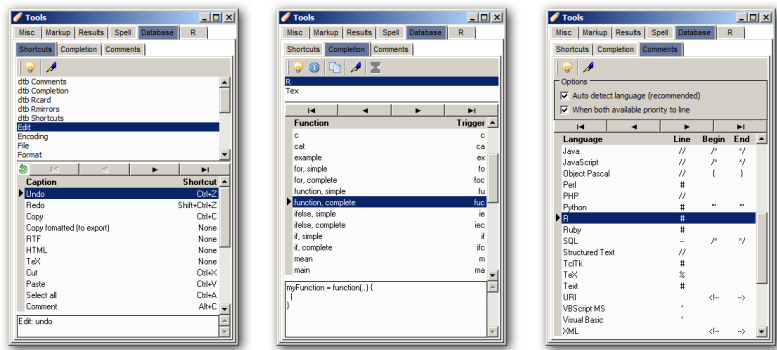 Tools
Misc Markup Results Spell Database R
Shortcuts Completion Comments
dtb Comments
dtb Completion
dtb Rcard
dtb Rmirrors
dtb Shortcuts
Edit
Encoding
File
Format
Caption Shortcut
Undo Ctrl+Z
Redo Shift+Ctrl+Z
Copy Ctrl+C
Copy fomatted (to export) None
RTF None
HTML None
TeX None
Cut Ctrl+X
Paste Ctrl+V
Select all Ctrl+A
Comment Alt+C
Edit: undo
Tools
Misc Markup Results Spell Database R
Shortcuts Completion Comments
R
Tex
Function Trigger
c c
cat ca
example ex
for, simple fo
for, complete foc
function, simple fu
function, complete fuc
ifelse, simple ie
ifelse, complete iec
if, simple if
if, complete ifc
mean m
main ma
myFunction = function(..) {
|
}
Tools
Misc Markup Results Spell Database R
Shortcuts Completion Comments
Options
Auto detect language (recommended)
When both available priority to line
Language Line Begin End
Java // /* */
JavaScript // /* */
Object Pascal // { }
Perl #
PHP //
Python # " "
R #
Ruby #
SQL -- /* */
Structured Text //
TclTk #
TeX %
Text #
URI <!-- -->
VBScript MS '
Visual Basic '
XML <!-- -->